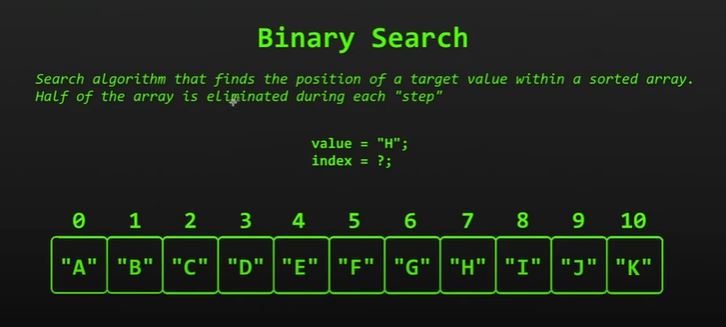 Binary Search
Search algorithm that finds the position of a target value within a sorted array.
Half of the array is eliminated during each "step"
value = "H";
index = ?;
0 1 2 3 4 5 6 7 8 9 10
"A" "B" "C" "D" "E" "F" "G" "H" "I" "J" "K"